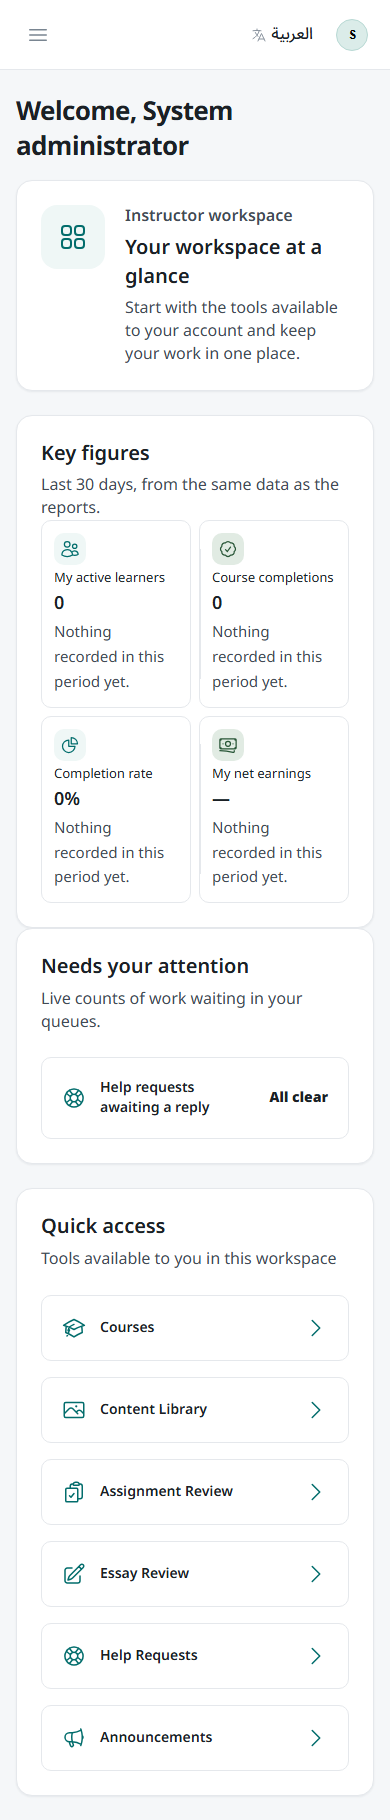 العربية
S
Welcome, System
administrator
Instructor workspace
Your workspace at a
glance
Start with the tools available
to your account and keep
your work in one place.
Key figures
Last 30 days, from the same data as the
reports.
My active learners
0
Nothing
recorded in this
period yet.
Course completions
0
Nothing
recorded in this
period yet.
Completion rate
0%
Nothing
recorded in this
period yet.
My net earnings
—
Nothing
recorded in this
period yet.
Needs your attention
Live counts of work waiting in your
queues.
Help requests
awaiting a reply
All clear
Quick access
Tools available to you in this workspace
Courses
Content Library
Assignment Review
Essay Review
Help Requests
Announcements